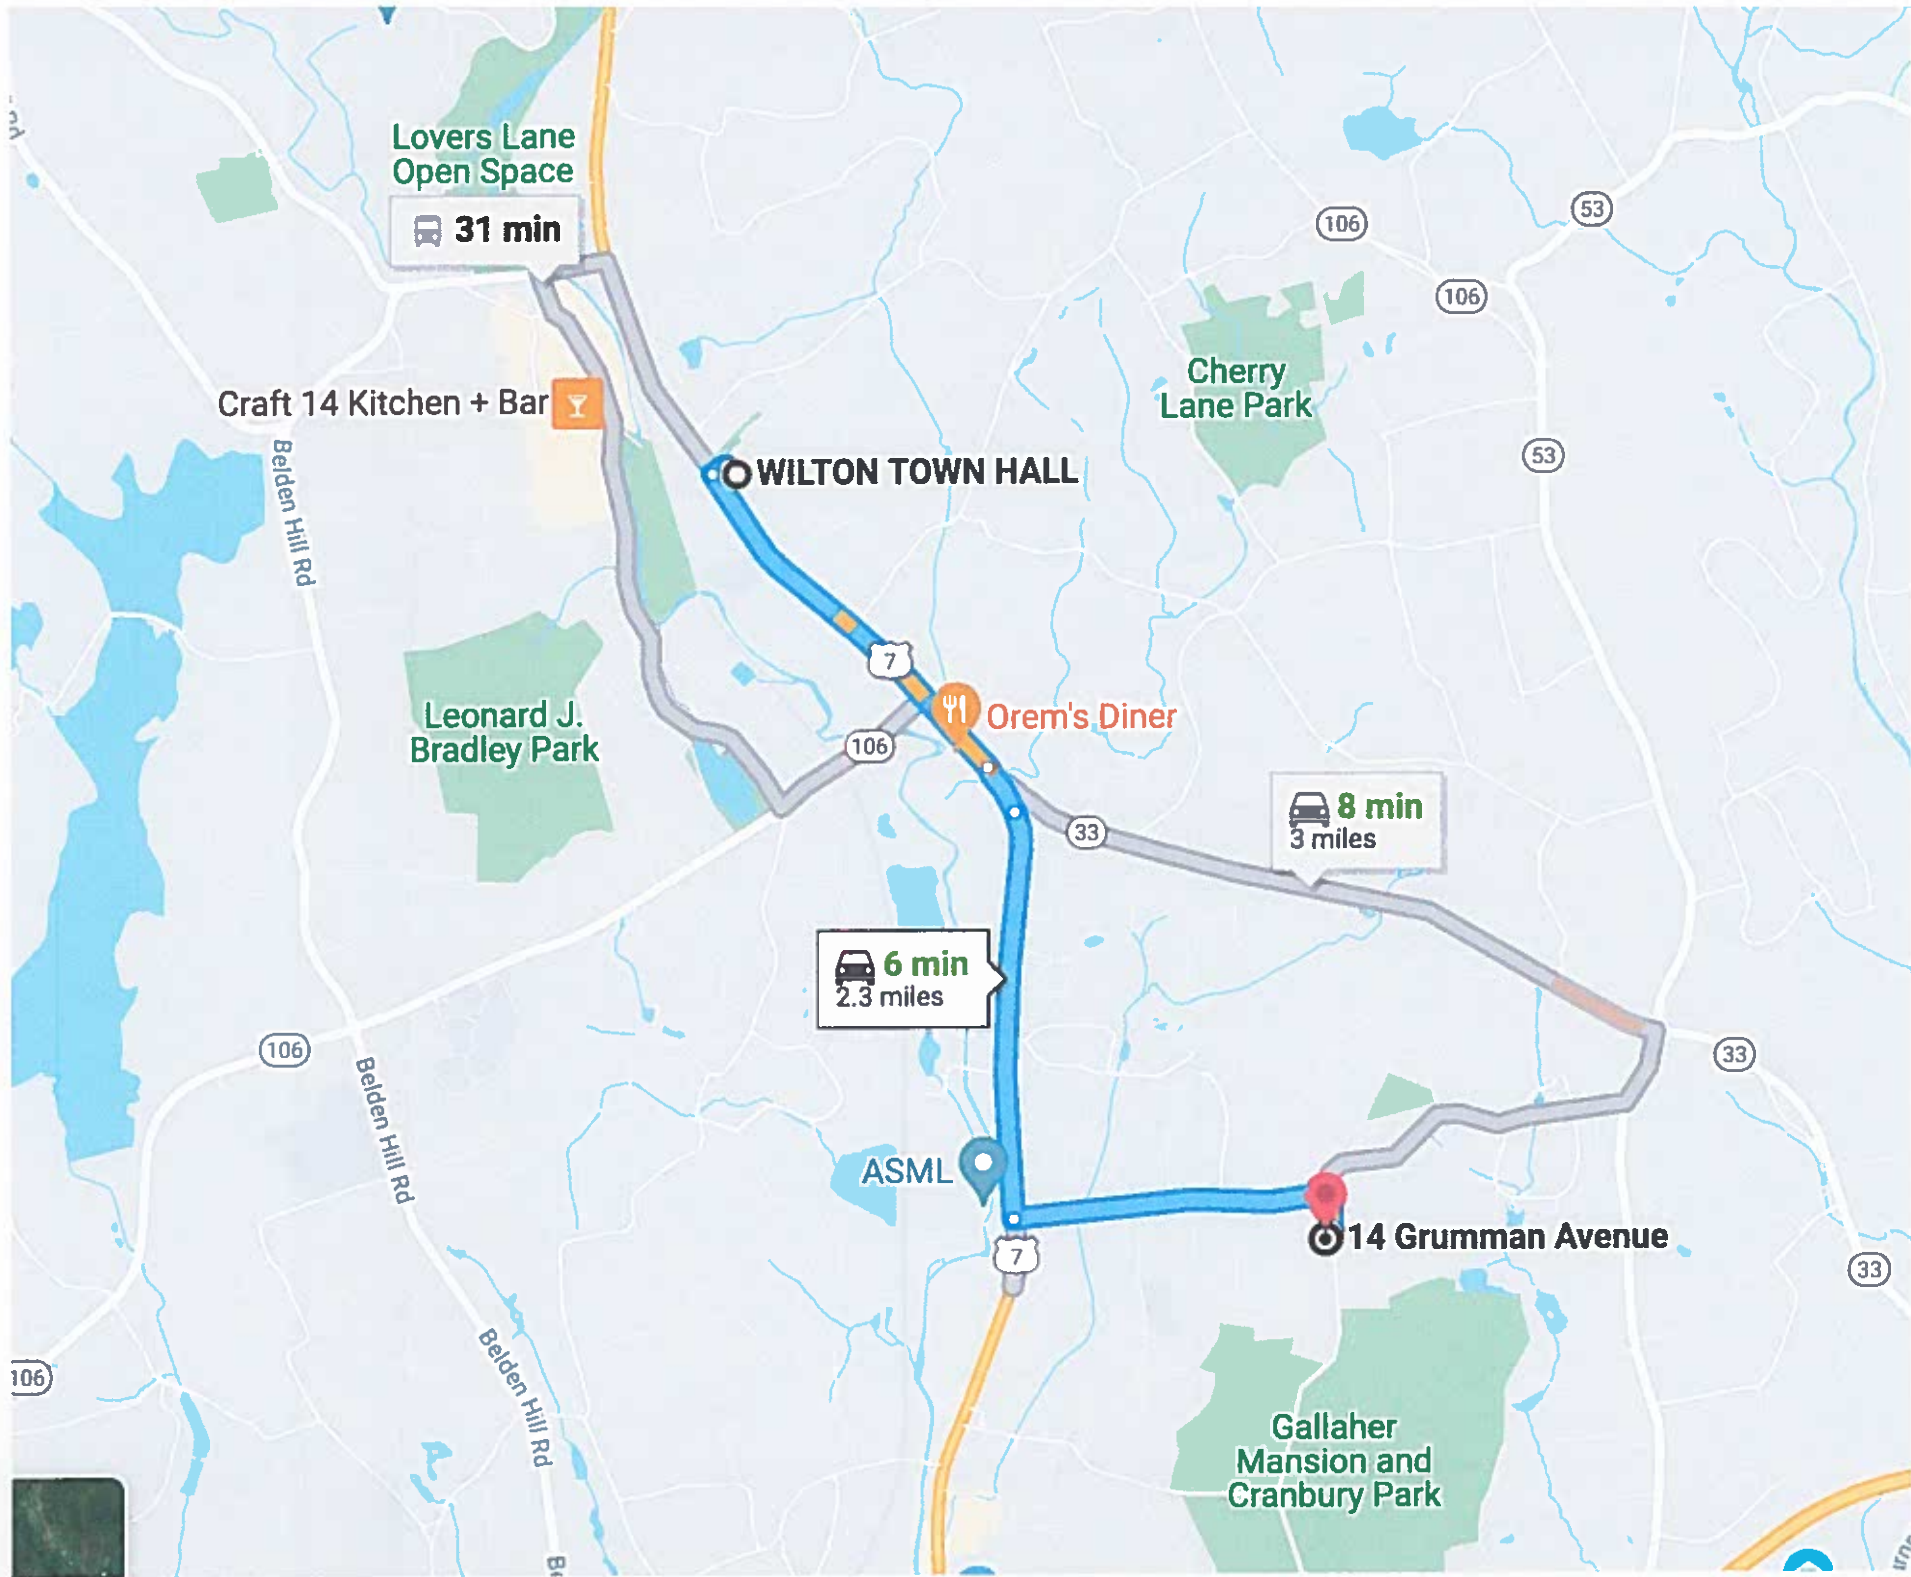 Lovers Lane
Open Space
31 min
106
53
106
Cherry
Lane Park
Craft 14 Kitchen + Bar
Belden Hill Rd
WILTON TOWN HALL
53
7
Orem's Diner
Leonard J.
Bradley Park
106
33
8 min
3 miles
6 min
2.3 miles
106
33
Belden Hill Rd
ASML
7
14 Grumman Avenue
33
106
Belden Hill Rd
Gallaher
Mansion and
Cranbury Park